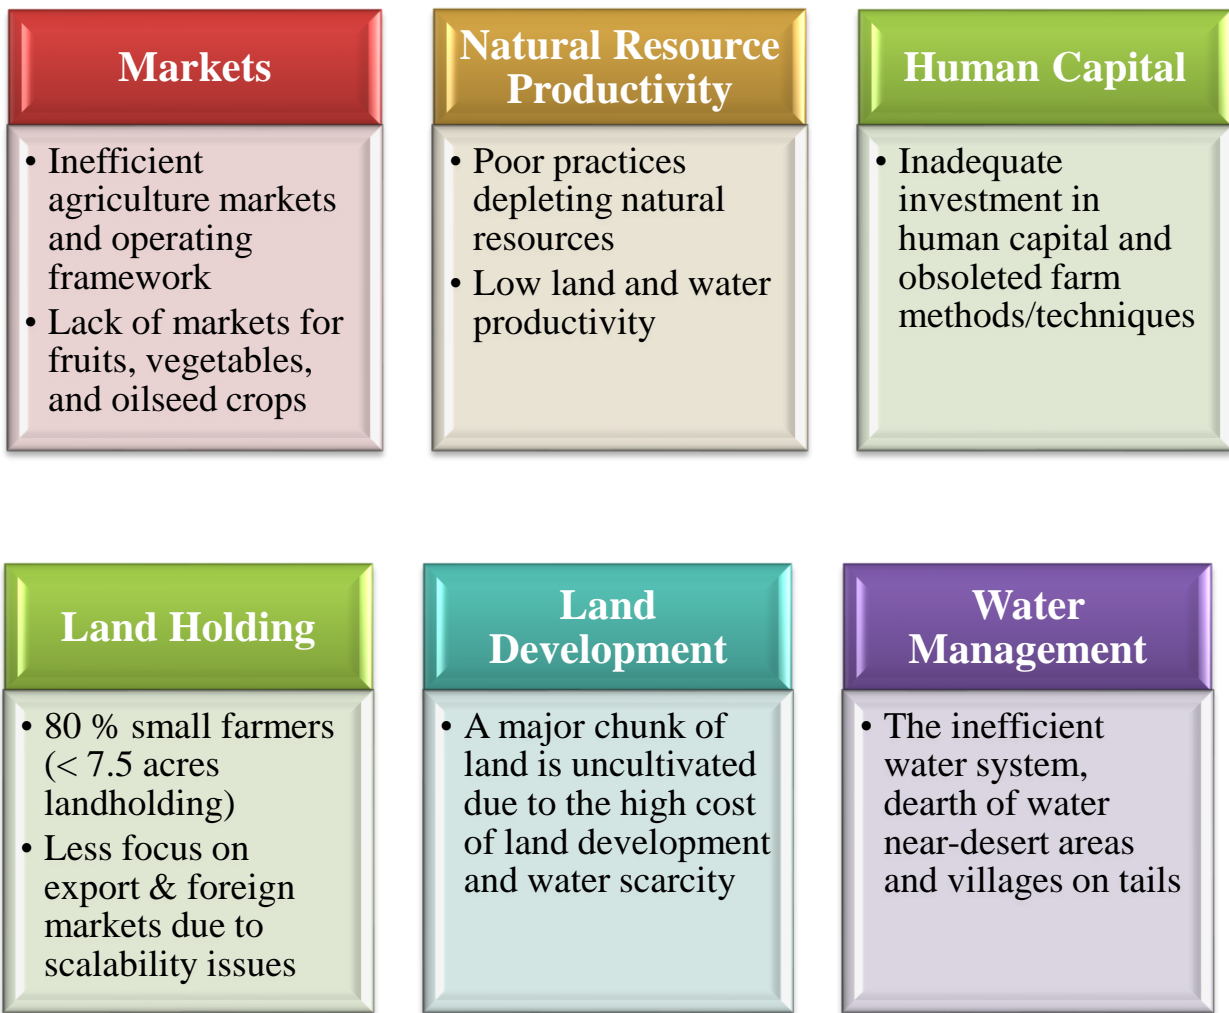 Markets
• Inefficient
agriculture markets
and operating
framework
• Lack of markets for
fruits, vegetables,
and oilseed crops
Natural Resource
Productivity
• Poor practices
depleting natural
resources
• Low land and water
productivity
Human Capital
• Inadequate
investment in
human capital and
obsoleted farm
methods/techniques
Land Holding
• 80 % small farmers
(< 7.5 acres
landholding)
• Less focus on
export & foreign
markets due to
scalability issues
Land
Development
• A major chunk of
land is uncultivated
due to the high cost
of land development
and water scarcity
Water
Management
• The inefficient
water system,
dearth of water
near-desert areas
and villages on tails